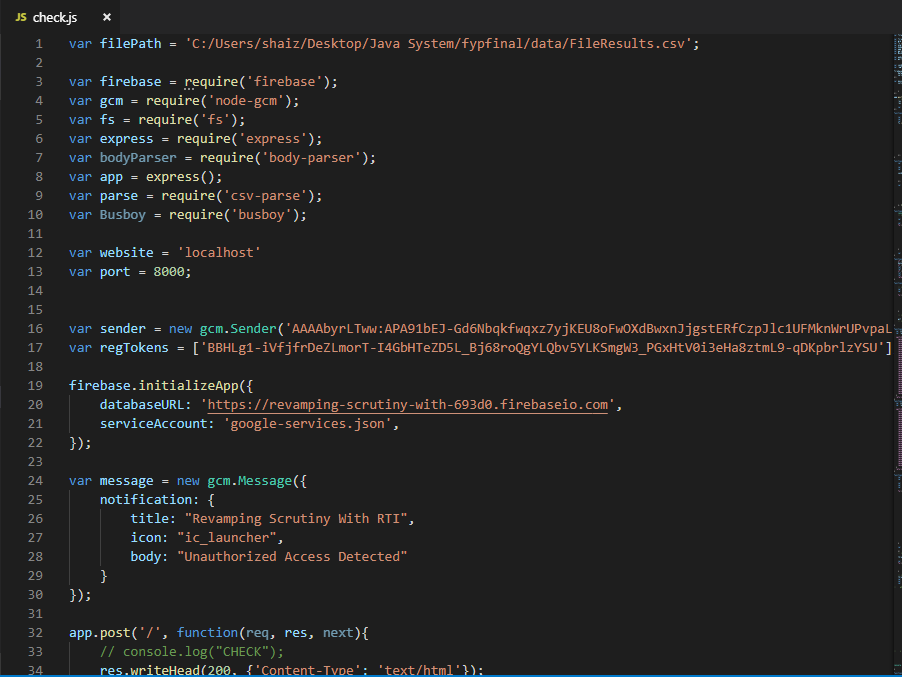 JS check.js ×
1 var filePath = 'C:/Users/shaiz/Desktop/Java System/fypfinal/data/FileResults.csv';
2
3 var firebase = require('firebase');
4 var gcm = require('node-gcm');
5 var fs = require('fs');
6 var express = require('express');
7 var bodyParser = require('body-parser');
8 var app = express();
9 var parse = require('csv-parse');
10 var Busboy = require('busboy');
11
12 var website = 'localhost'
13 var port = 8000;
14
15
16 var sender = new gcm.Sender('AAAAbyrLTww:APA91bEJ-Gd6Nbqkfwqxz7yjKEU8oFwOXdBwxnJjgstERfCzpJlc1UFMknWrUPvpaL
17 var regTokens = ['BBHLg1-iVfjfrDeZLmorT-I4GbHTeZD5L_Bj68roQgYLQbv5YLKSmgW3_PGxHtV0i3eHa8ztmL9-qDKpbrlzYSU']
18
19 firebase.initializeApp({
20 databaseURL: 'https://revamping-scrutiny-with-693d0.firebaseio.com',
21 serviceAccount: 'google-services.json',
22 });
23
24 var message = new gcm.Message({
25 notification: {
26 title: "Revamping Scrutiny With RTI",
27 icon: "ic_launcher",
28 body: "Unauthorized Access Detected"
29 }
30 });
31
32 app.post('/', function(req, res, next){
33 // console.log("CHECK");
34 res.writeHead(200, {'Content-Type': 'text/html'});